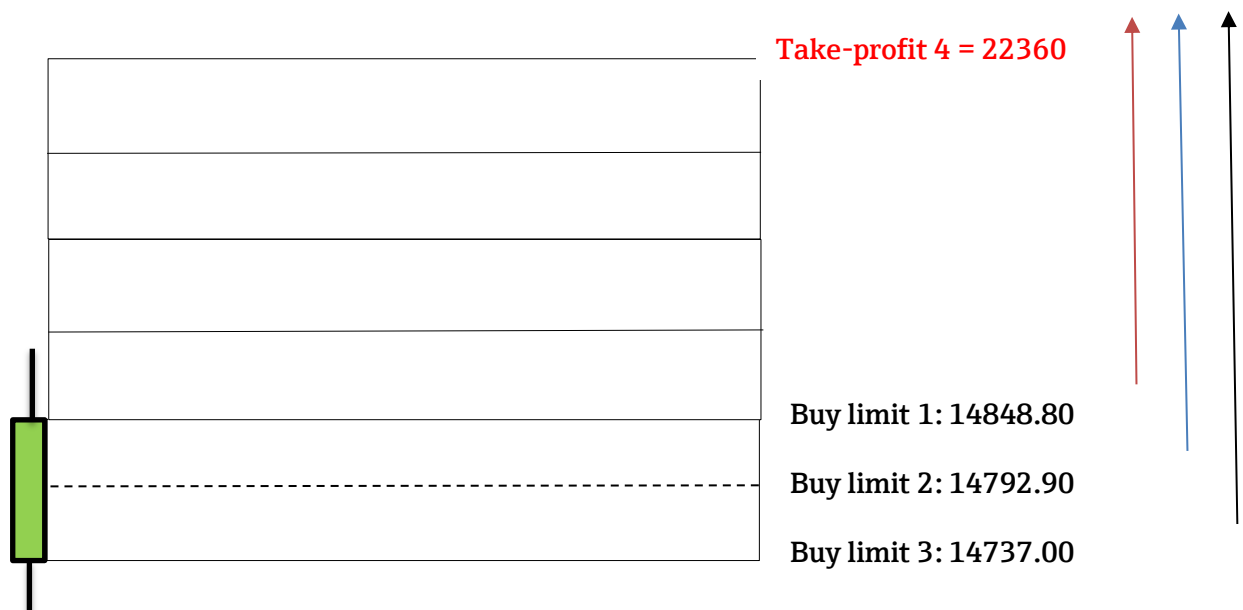 Take-profit 4 = 22360
Buy limit 1: 14848.80
Buy limit 2: 14792.90
Buy limit 3: 14737.00